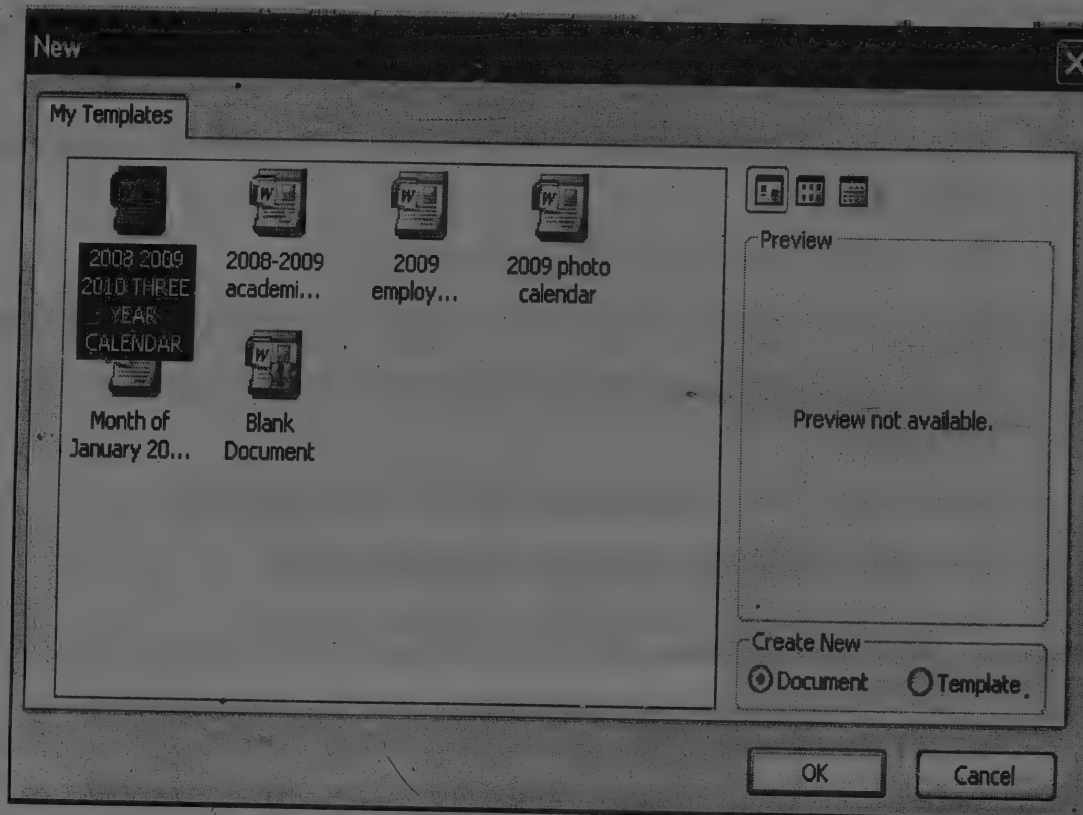 New
My Templates
2008 2009
2010 THREE
YEAR
CALENDAR
2008-2009
academi...
2009
employ...
2009 photo
calendar
Month of
January 20...
Blank
Document
Preview
Preview not available.
Create New
Document
Template
OK
Cancel